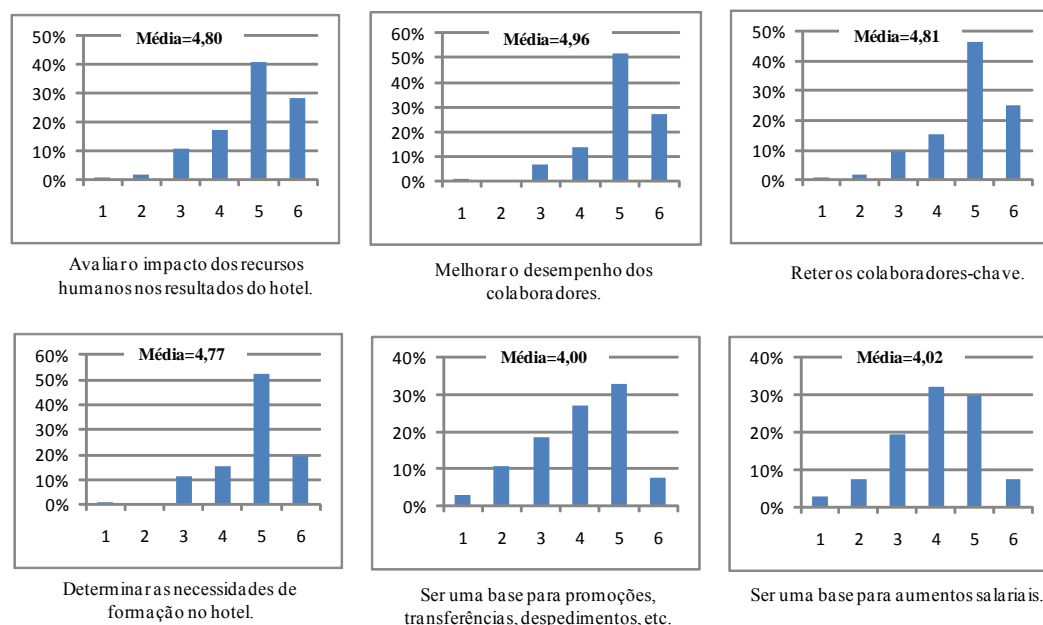 Média=4,80
50%
40%
30%
20%
10%
0%
1 2 3 4 5 6
Avaliar o impacto dos recursos
humanos nos resultados do hotel.
Média=4,96
60%
50%
40%
30%
20%
10%
0%
1 2 3 4 5 6
Melhorar o desempenho dos
colaboradores.
Média=4,81
50%
40%
30%
20%
10%
0%
1 2 3 4 5 6
Reter os colaboradores-chave.
Média=4,77
60%
50%
40%
30%
20%
10%
0%
1 2 3 4 5 6
Determinar as necessidades de
formação no hotel.
Média=4,00
40%
30%
20%
10%
0%
1 2 3 4 5 6
Ser uma base para promoções,
transferências, despedimentos, etc.
Média=4,02
40%
30%
20%
10%
0%
1 2 3 4 5 6
Ser uma base para aumentos salariais.